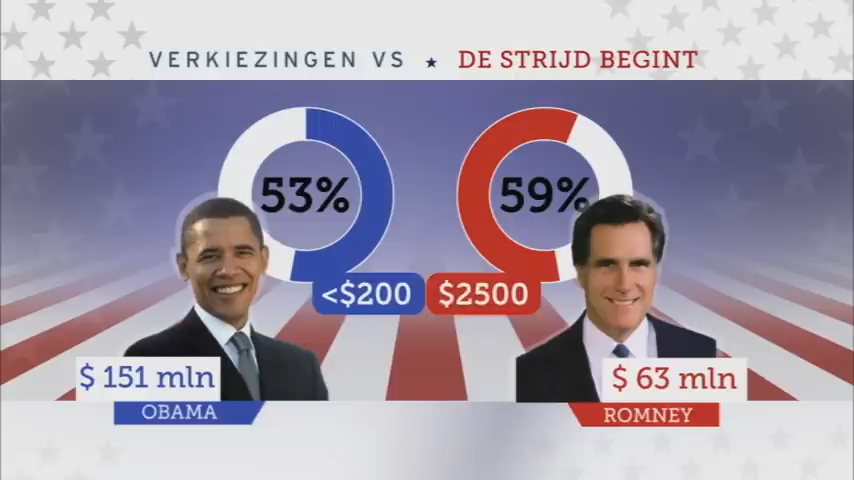 VERKIEZINGEN VS ★ DE STRIJD BEGINT
53%
59%
<$200
$2500
$ 151 mln
$ 63 mln
OBAMA
ROMNEY